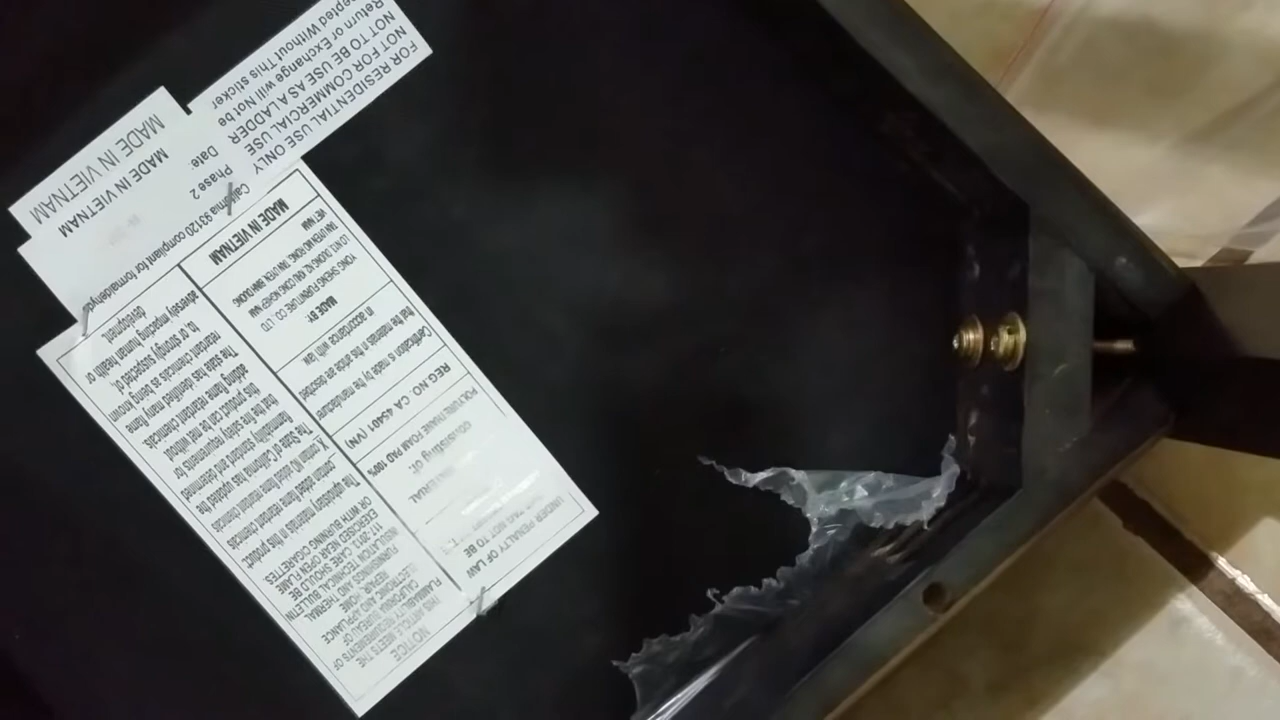 FOR RESIDENTIAL USE ONLY
NOT FOR COMMERCIAL USE
NOT TO BE USE AS A LADDER
Return or Exchange will Not be
cepted Without This sticker
MADE IN VIETNAM
MADE IN VIETNAM
Date:
Phase 2
California 93120 compliant for formaldehyde
UNDER PENALTY OF LAW
TAG NOT TO BE
MATERIAL
consisting of:
POLYURETHANE FOAM PAD 100%
REG.NO. CA 45401 (VN)
Certification is made by the manufacture
that the materials in this article are described
in accordance with law.
MADE BY:
YONG SHENG FURNITURE CO., LTD
VIETNAM
MADE IN VIETNAM
NOTICE
THIS ARTICLE MEETS THE
FLAMMABILITY REQUIREMENTS OF
CALIFORNIA BUREAU OF
ELECTRONIC AND APPLIANCE
REPAIR, HOME
FURNISHINGS AND THERMAL
INSULATION TECHNICAL BULLETIN
117-2013. CARE SHOULD BE
EXERCISED NEAR OPEN FLAME
OR WITH BURNING CIGARETTES.
The upholstery materials in this product:
contain NO added flame retardant chemicals
The State of California has updated the
flammability standard and determined
that the fire safety requirements for
this product can be met without
adding flame retardant chemicals.
The state has identified many flame
retardant chemicals as being known
to, or strongly suspected of,
adversely impacting human health or
development.